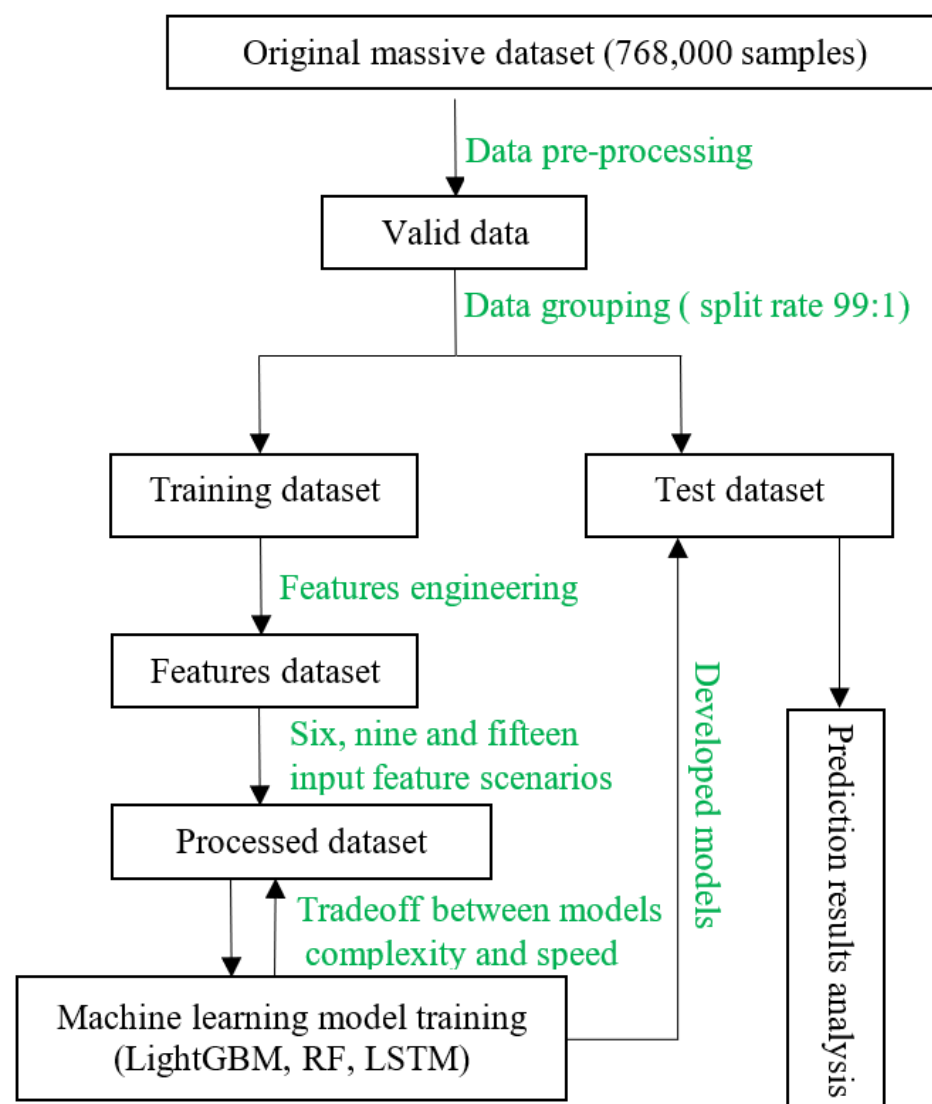 Original massive dataset (768,000 samples)
Data pre-processing
Valid data
Data grouping ( split rate 99:1)
Training dataset
Test dataset
Features engineering
Features dataset
Six, nine and fifteen
input feature scenarios
Processed dataset
Tradeoff between models
complexity and speed
Machine learning model training
(LightGBM, RF, LSTM)
Developed models
Prediction results analysis